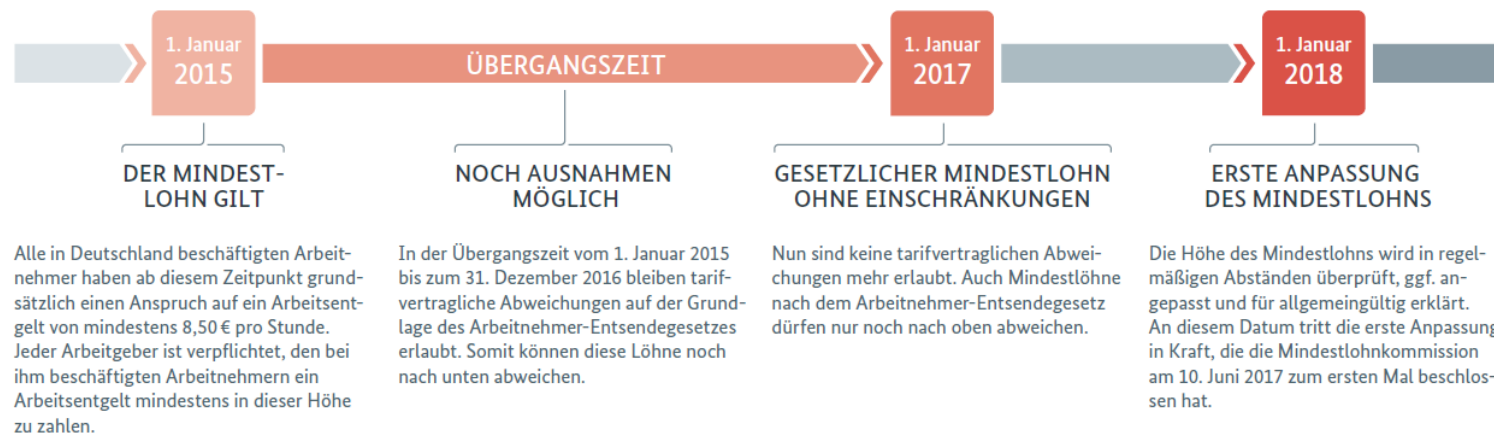 1. Januar
2015
ÜBERGANGSZEIT
1. Januar
2017
1. Januar
2018
DER MINDEST-
LOHN GILT
Alle in Deutschland beschäftigten Arbeit-
nehmer haben ab diesem Zeitpunkt grund-
sätzlich einen Anspruch auf ein Arbeitsent-
gelt von mindestens 8,50 € pro Stunde.
Jeder Arbeitgeber ist verpflichtet, den bei
ihm beschäftigten Arbeitnehmern ein
Arbeitsentgelt mindestens in dieser Höhe
zu zahlen.
NOCH AUSNAHMEN
MÖGLICH
In der Übergangszeit vom 1. Januar 2015
bis zum 31. Dezember 2016 bleiben tarif-
vertragliche Abweichungen auf der Grund-
lage des Arbeitnehmer-Entsendegesetzes
erlaubt. Somit können diese Löhne noch
nach unten abweichen.
GESETZLICHER MINDESTLOHN
OHNE EINSCHRÄNKUNGEN
Nun sind keine tarifvertraglichen Abwei-
chungen mehr erlaubt. Auch Mindestlöhne
nach dem Arbeitnehmer-Entsendegesetz
dürfen nur noch nach oben abweichen.
ERSTE ANPASSUNG
DES MINDESTLOHNS
Die Höhe des Mindestlohns wird in regel-
mäßigen Abständen überprüft, ggf. an-
gepasst und für allgemeingültig erklärt.
An diesem Datum tritt die erste Anpassung
in Kraft, die die Mindestlohnkommission
am 10. Juni 2017 zum ersten Mal beschlos-
sen hat.